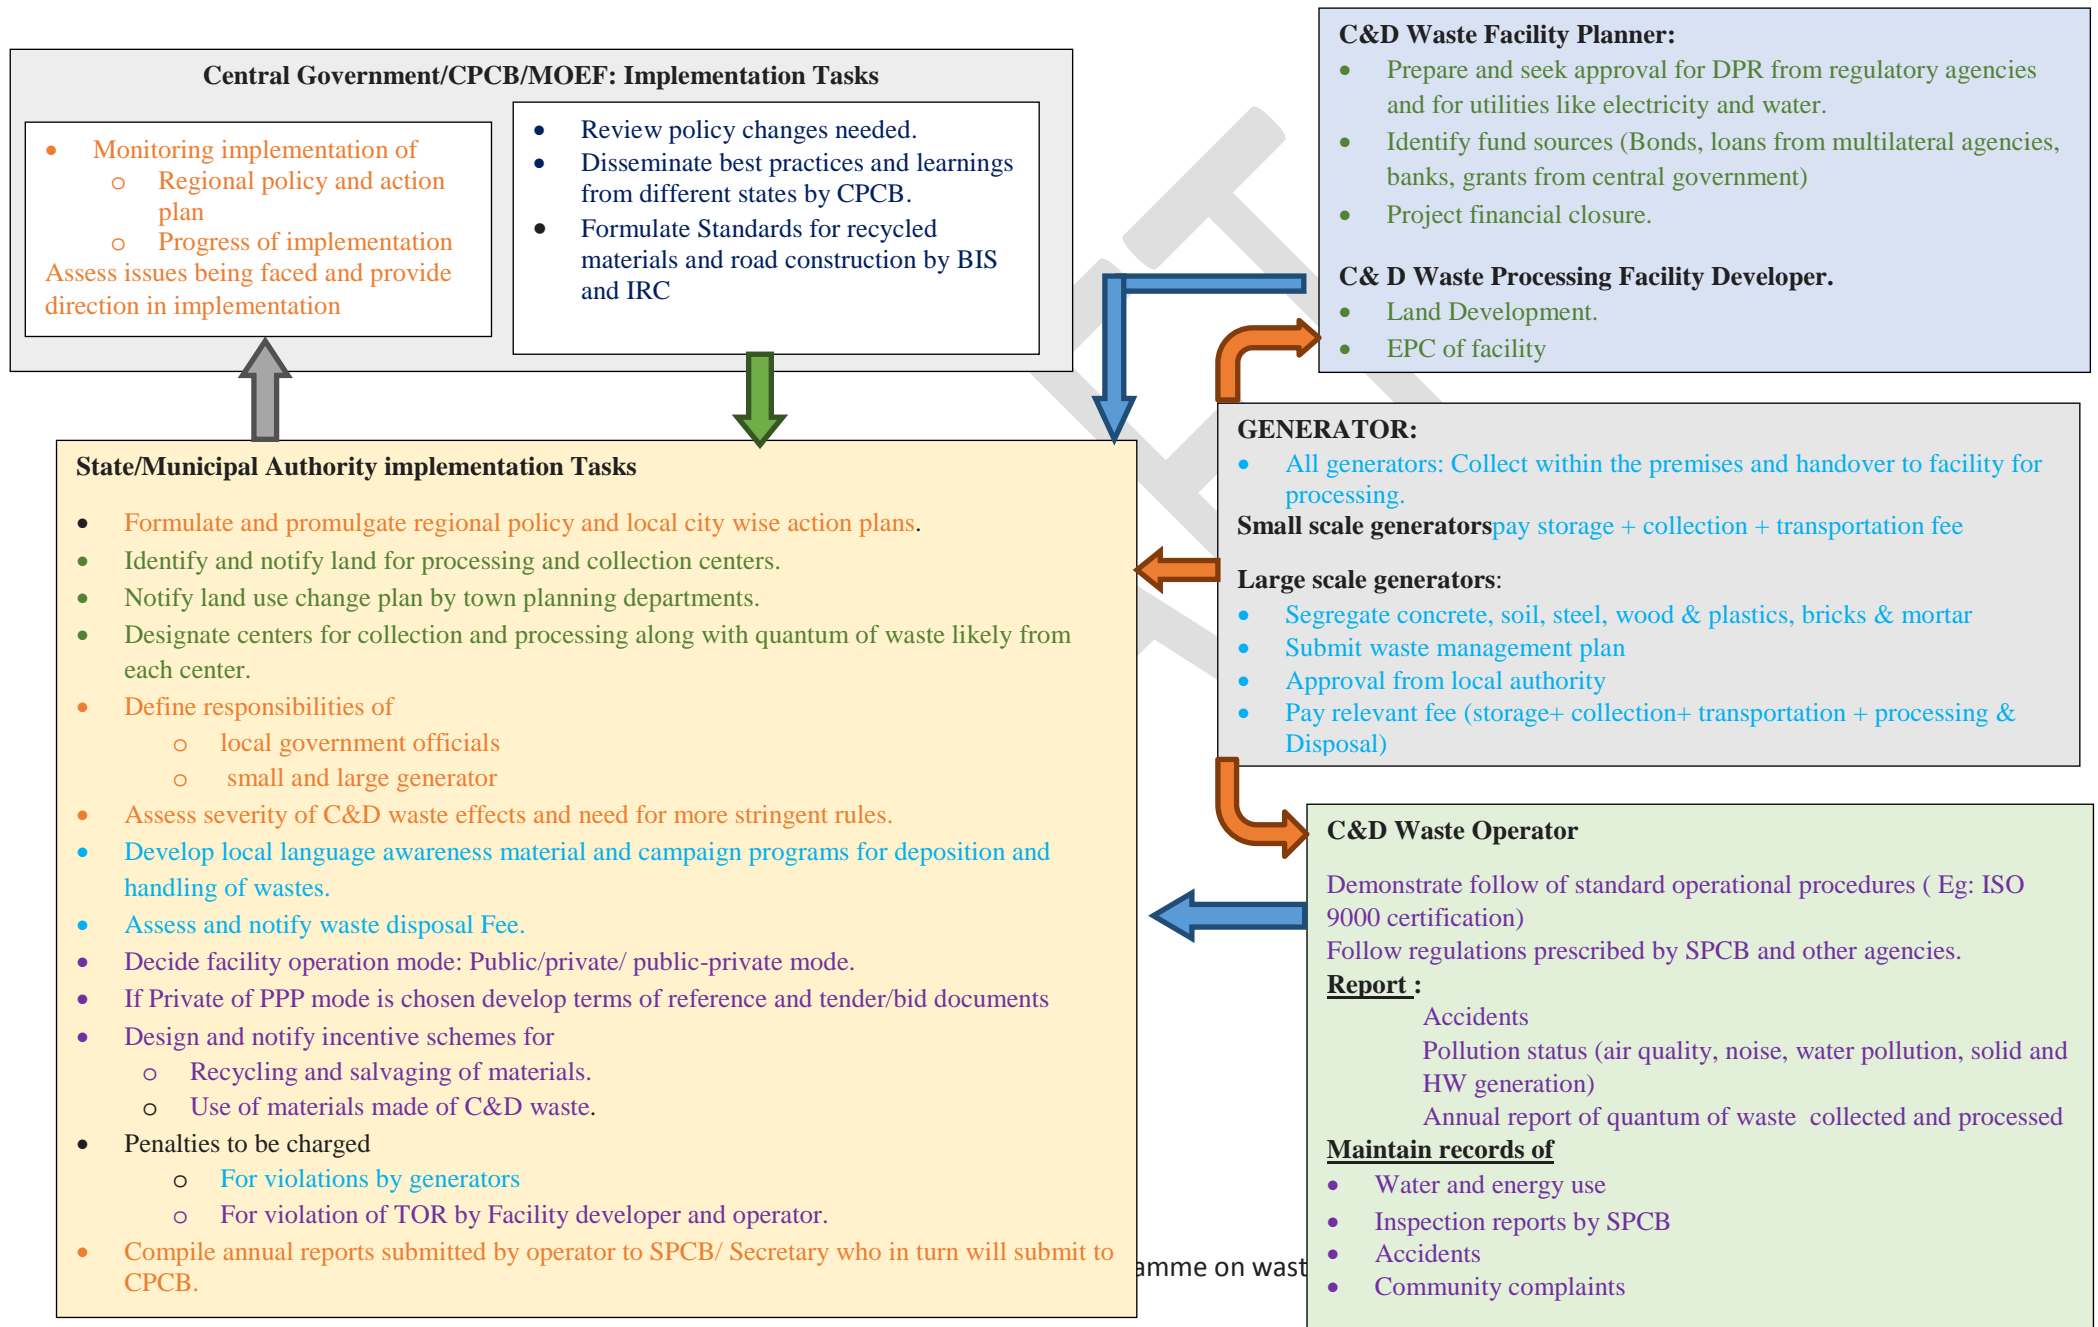 Central Government/CPCB/MOEF: Implementation Tasks
• Monitoring implementation of
o Regional policy and action
plan
o Progress of implementation
Assess issues being faced and provide
direction in implementation
• Review policy changes needed.
• Disseminate best practices and learnings
from different states by CPCB.
• Formulate Standards for recycled
materials and road construction by BIS
and IRC
C&D Waste Facility Planner:
• Prepare and seek approval for DPR from regulatory agencies
and for utilities like electricity and water.
• Identify fund sources (Bonds, loans from multilateral agencies,
banks, grants from central government)
• Project financial closure.
C& D Waste Processing Facility Developer.
• Land Development.
• EPC of facility
State/Municipal Authority implementation Tasks
• Formulate and promulgate regional policy and local city wise action plans.
• Identify and notify land for processing and collection centers.
• Notify land use change plan by town planning departments.
• Designate centers for collection and processing along with quantum of waste likely from
each center.
• Define responsibilities of
o local government officials
o small and large generator
• Assess severity of C&D waste effects and need for more stringent rules.
• Develop local language awareness material and campaign programs for deposition and
handling of wastes.
• Assess and notify waste disposal Fee.
• Decide facility operation mode: Public/private/ public-private mode.
• If Private of PPP mode is chosen develop terms of reference and tender/bid documents
• Design and notify incentive schemes for
o Recycling and salvaging of materials.
o Use of materials made of C&D waste.
• Penalties to be charged
o For violations by generators
o For violation of TOR by Facility developer and operator.
• Compile annual reports submitted by operator to SPCB/ Secretary who in turn will submit to
CPCB.
GENERATOR:
• All generators: Collect within the premises and handover to facility for
processing.
Small scale generatorspay storage + collection + transportation fee
Large scale generators:
• Segregate concrete, soil, steel, wood & plastics, bricks & mortar
• Submit waste management plan
• Approval from local authority
• Pay relevant fee (storage+ collection+ transportation + processing &
Disposal)
C&D Waste Operator
Demonstrate follow of standard operational procedures ( Eg: ISO
9000 certification)
Follow regulations prescribed by SPCB and other agencies.
Report :
Accidents
Pollution status (air quality, noise, water pollution, solid and
HW generation)
Annual report of quantum of waste collected and processed
Maintain records of
• Water and energy use
• Inspection reports by SPCB
• Accidents
• Community complaints
amme on wast